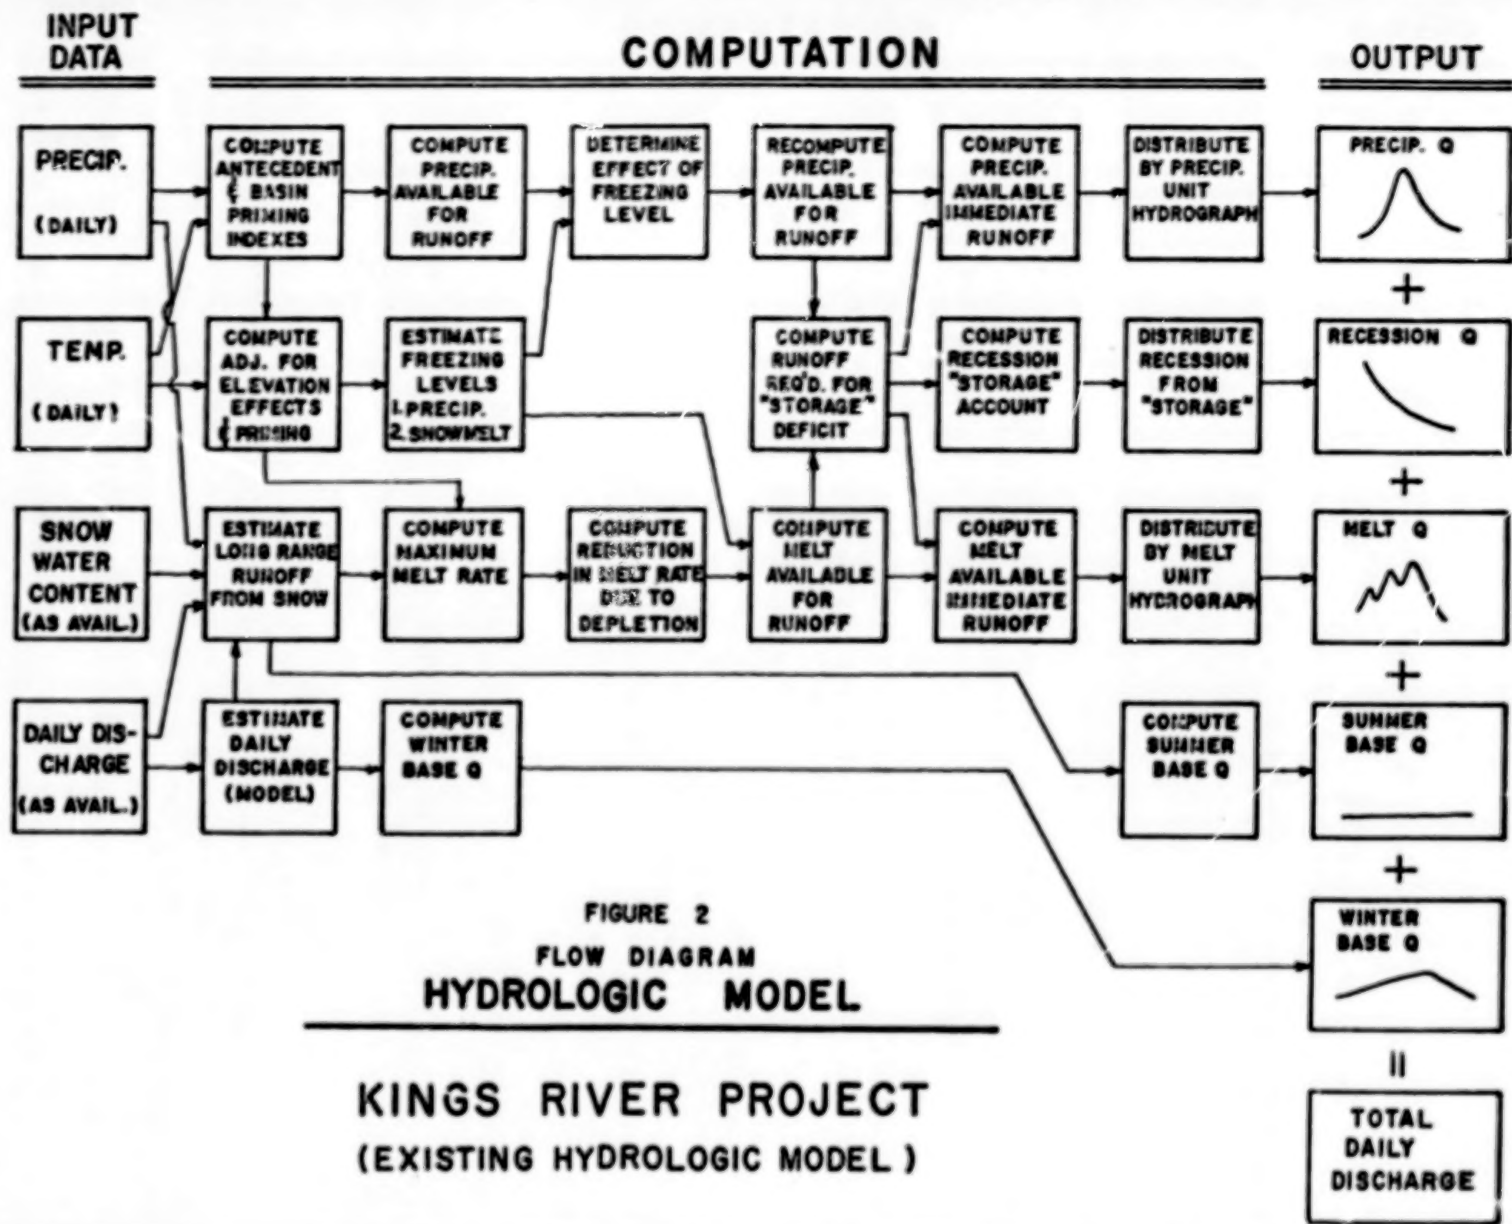 INPUT
DATA
COMPUTATION
OUTPUT
PRECIP.
(DAILY)
COMPUTE
ANTECEDENT
& BASIN
PRIMING
INDEXES
COMPUTE
PRECIP.
AVAILABLE
FOR
RUNOFF
DETERMINE
EFFECT OF
FREEZING
LEVEL
RECOMPUTE
PRECIP.
AVAILABLE
FOR
RUNOFF
COMPUTE
PRECIP.
AVAILABLE
IMMEDIATE
RUNOFF
DISTRIBUTE
BY PRECIP.
UNIT
HYDROGRAPH
PRECIP. Q
+
TEMP.
(DAILY)
COMPUTE
ADJ. FOR
ELEVATION
EFFECTS
& PRIMING
ESTIMATE
FREEZING
LEVELS
1. PRECIP.
2. SNOWMELT
COMPUTE
RUNOFF
REQ'D. FOR
"STORAGE"
DEFICIT
COMPUTE
RECESSION
"STORAGE"
ACCOUNT
DISTRIBUTE
RECESSION
FROM
"STORAGE"
RECESSION Q
+
SNOW
WATER
CONTENT
(AS AVAIL.)
ESTIMATE
LONG RANGE
RUNOFF
FROM SNOW
COMPUTE
MAXIMUM
MELT RATE
COMPUTE
REDUCTION
IN MELT RATE
DUE TO
DEPLETION
COMPUTE
MELT
AVAILABLE
FOR
RUNOFF
COMPUTE
MELT
AVAILABLE
IMMEDIATE
RUNOFF
DISTRIBUTE
BY MELT
UNIT
HYDROGRAPH
MELT Q
+
DAILY DIS-
CHARGE
(AS AVAIL.)
ESTIMATE
DAILY
DISCHARGE
(MODEL)
COMPUTE
WINTER
BASE Q
COMPUTE
SUMMER
BASE Q
SUMMER
BASE Q
+
WINTER
BASE Q
=
TOTAL
DAILY
DISCHARGE
FIGURE 2
FLOW DIAGRAM
HYDROLOGIC MODEL
KINGS RIVER PROJECT
(EXISTING HYDROLOGIC MODEL)